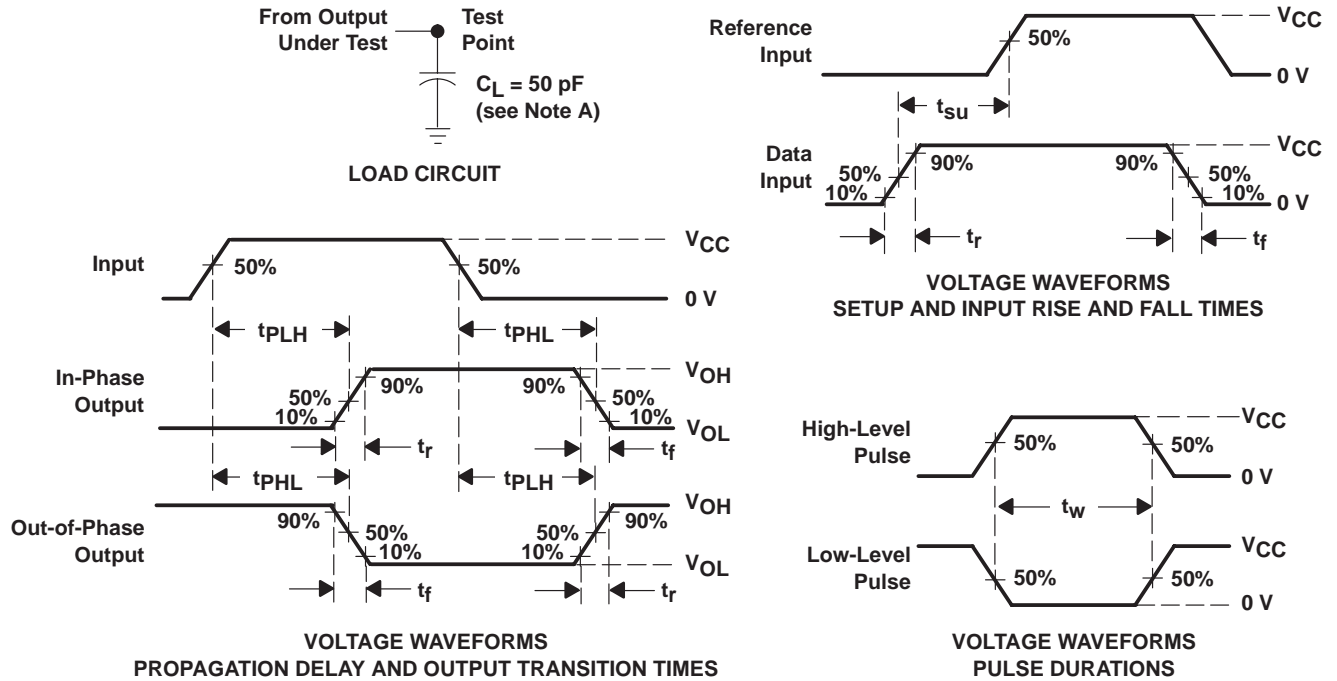 From Output
Under Test
Test
Point
CL = 50 pF
(see Note A)
LOAD CIRCUIT
Reference
Input
50%
VCC
0 V
tsu
Data
Input
50%
10%
90%
90%
50%
10%
VCC
0 V
tr
tf
VOLTAGE WAVEFORMS
SETUP AND INPUT RISE AND FALL TIMES
Input
50%
50%
VCC
0 V
tPLH
tPHL
In-Phase
Output
50%
10%
90%
90%
50%
10%
VOH
VOL
tr
tf
tPHL
tPLH
Out-of-Phase
Output
90%
50%
10%
50%
10%
90%
VOH
VOL
tf
tr
VOLTAGE WAVEFORMS
PROPAGATION DELAY AND OUTPUT TRANSITION TIMES
High-Level
Pulse
50%
50%
VCC
0 V
tw
Low-Level
Pulse
50%
50%
VCC
0 V
VOLTAGE WAVEFORMS
PULSE DURATIONS